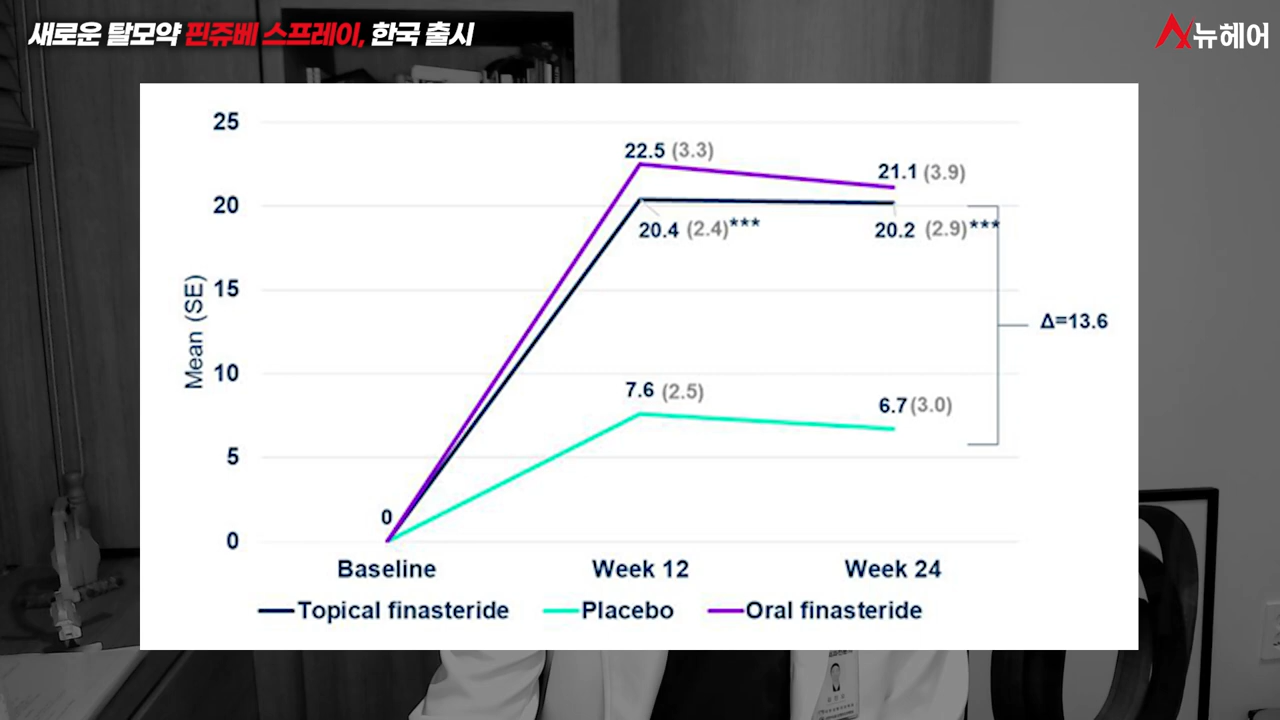 새로운 탈모약 핀쥬베 스프레이, 한국 출시
뉴헤어
25
20
15
10
5
0
Mean (SE)
22.5 (3.3)
21.1 (3.9)
20.4 (2.4)***
20.2 (2.9)***
Δ=13.6
7.6 (2.5)
6.7 (3.0)
0
Baseline Week 12 Week 24
Topical finasteride Placebo Oral finasteride